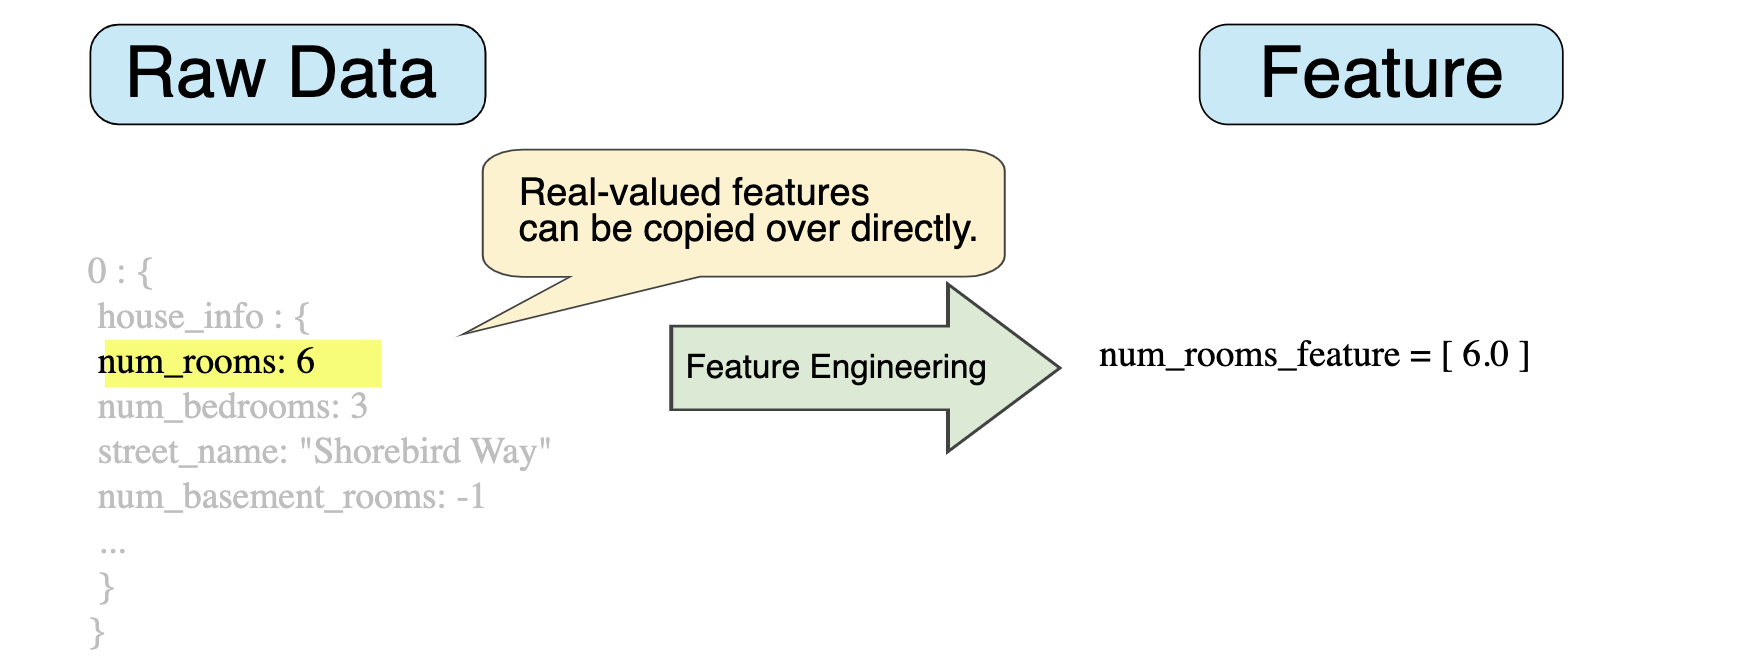 Raw Data
Feature
Real-valued features
can be copied over directly.
0 : {
house_info : {
num_rooms: 6
num_bedrooms: 3
street_name: "Shorebird Way"
num_basement_rooms: -1
...
}
}
Feature Engineering
num_rooms_feature = [ 6.0 ]